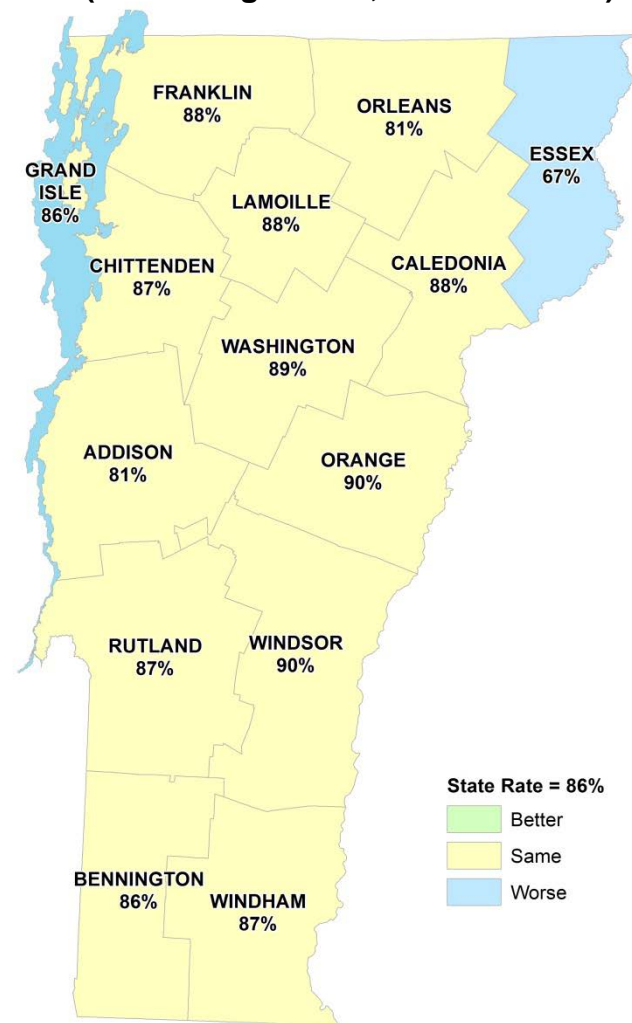 FRANKLIN
88%
ORLEANS
81%
ESSEX
67%
GRAND
ISLE
86%
LAMOILLE
88%
CHITTENDEN
87%
CALEDONIA
88%
WASHINGTON
89%
ADDISON
81%
ORANGE
90%
RUTLAND
87%
WINDSOR
90%
BENNINGTON
86%
WINDHAM
87%
State Rate = 86%
Better
Same
Worse